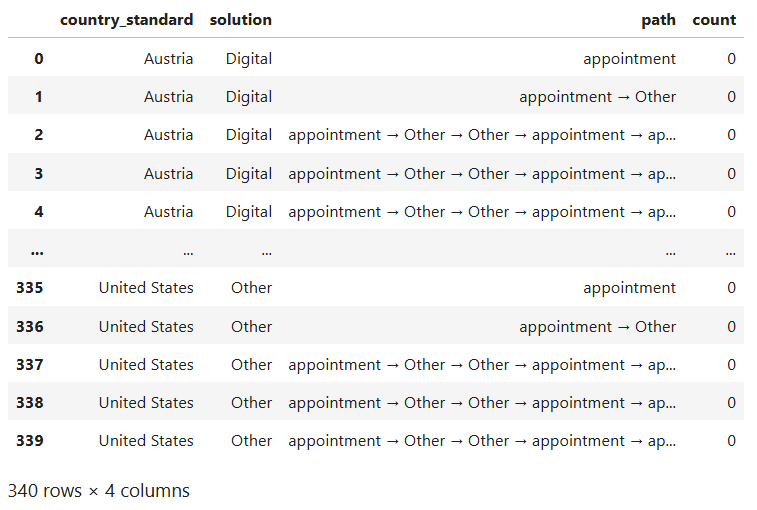 country_standard solution path count
0 Austria Digital appointment 0
1 Austria Digital appointment → Other 0
2 Austria Digital appointment → Other → Other → appointment → ap... 0
3 Austria Digital appointment → Other → Other → appointment → ap... 0
4 Austria Digital appointment → Other → Other → appointment → ap... 0
... ... ... ... ...
335 United States Other appointment 0
336 United States Other appointment → Other 0
337 United States Other appointment → Other → Other → appointment → ap... 0
338 United States Other appointment → Other → Other → appointment → ap... 0
339 United States Other appointment → Other → Other → appointment → ap... 0
340 rows × 4 columns